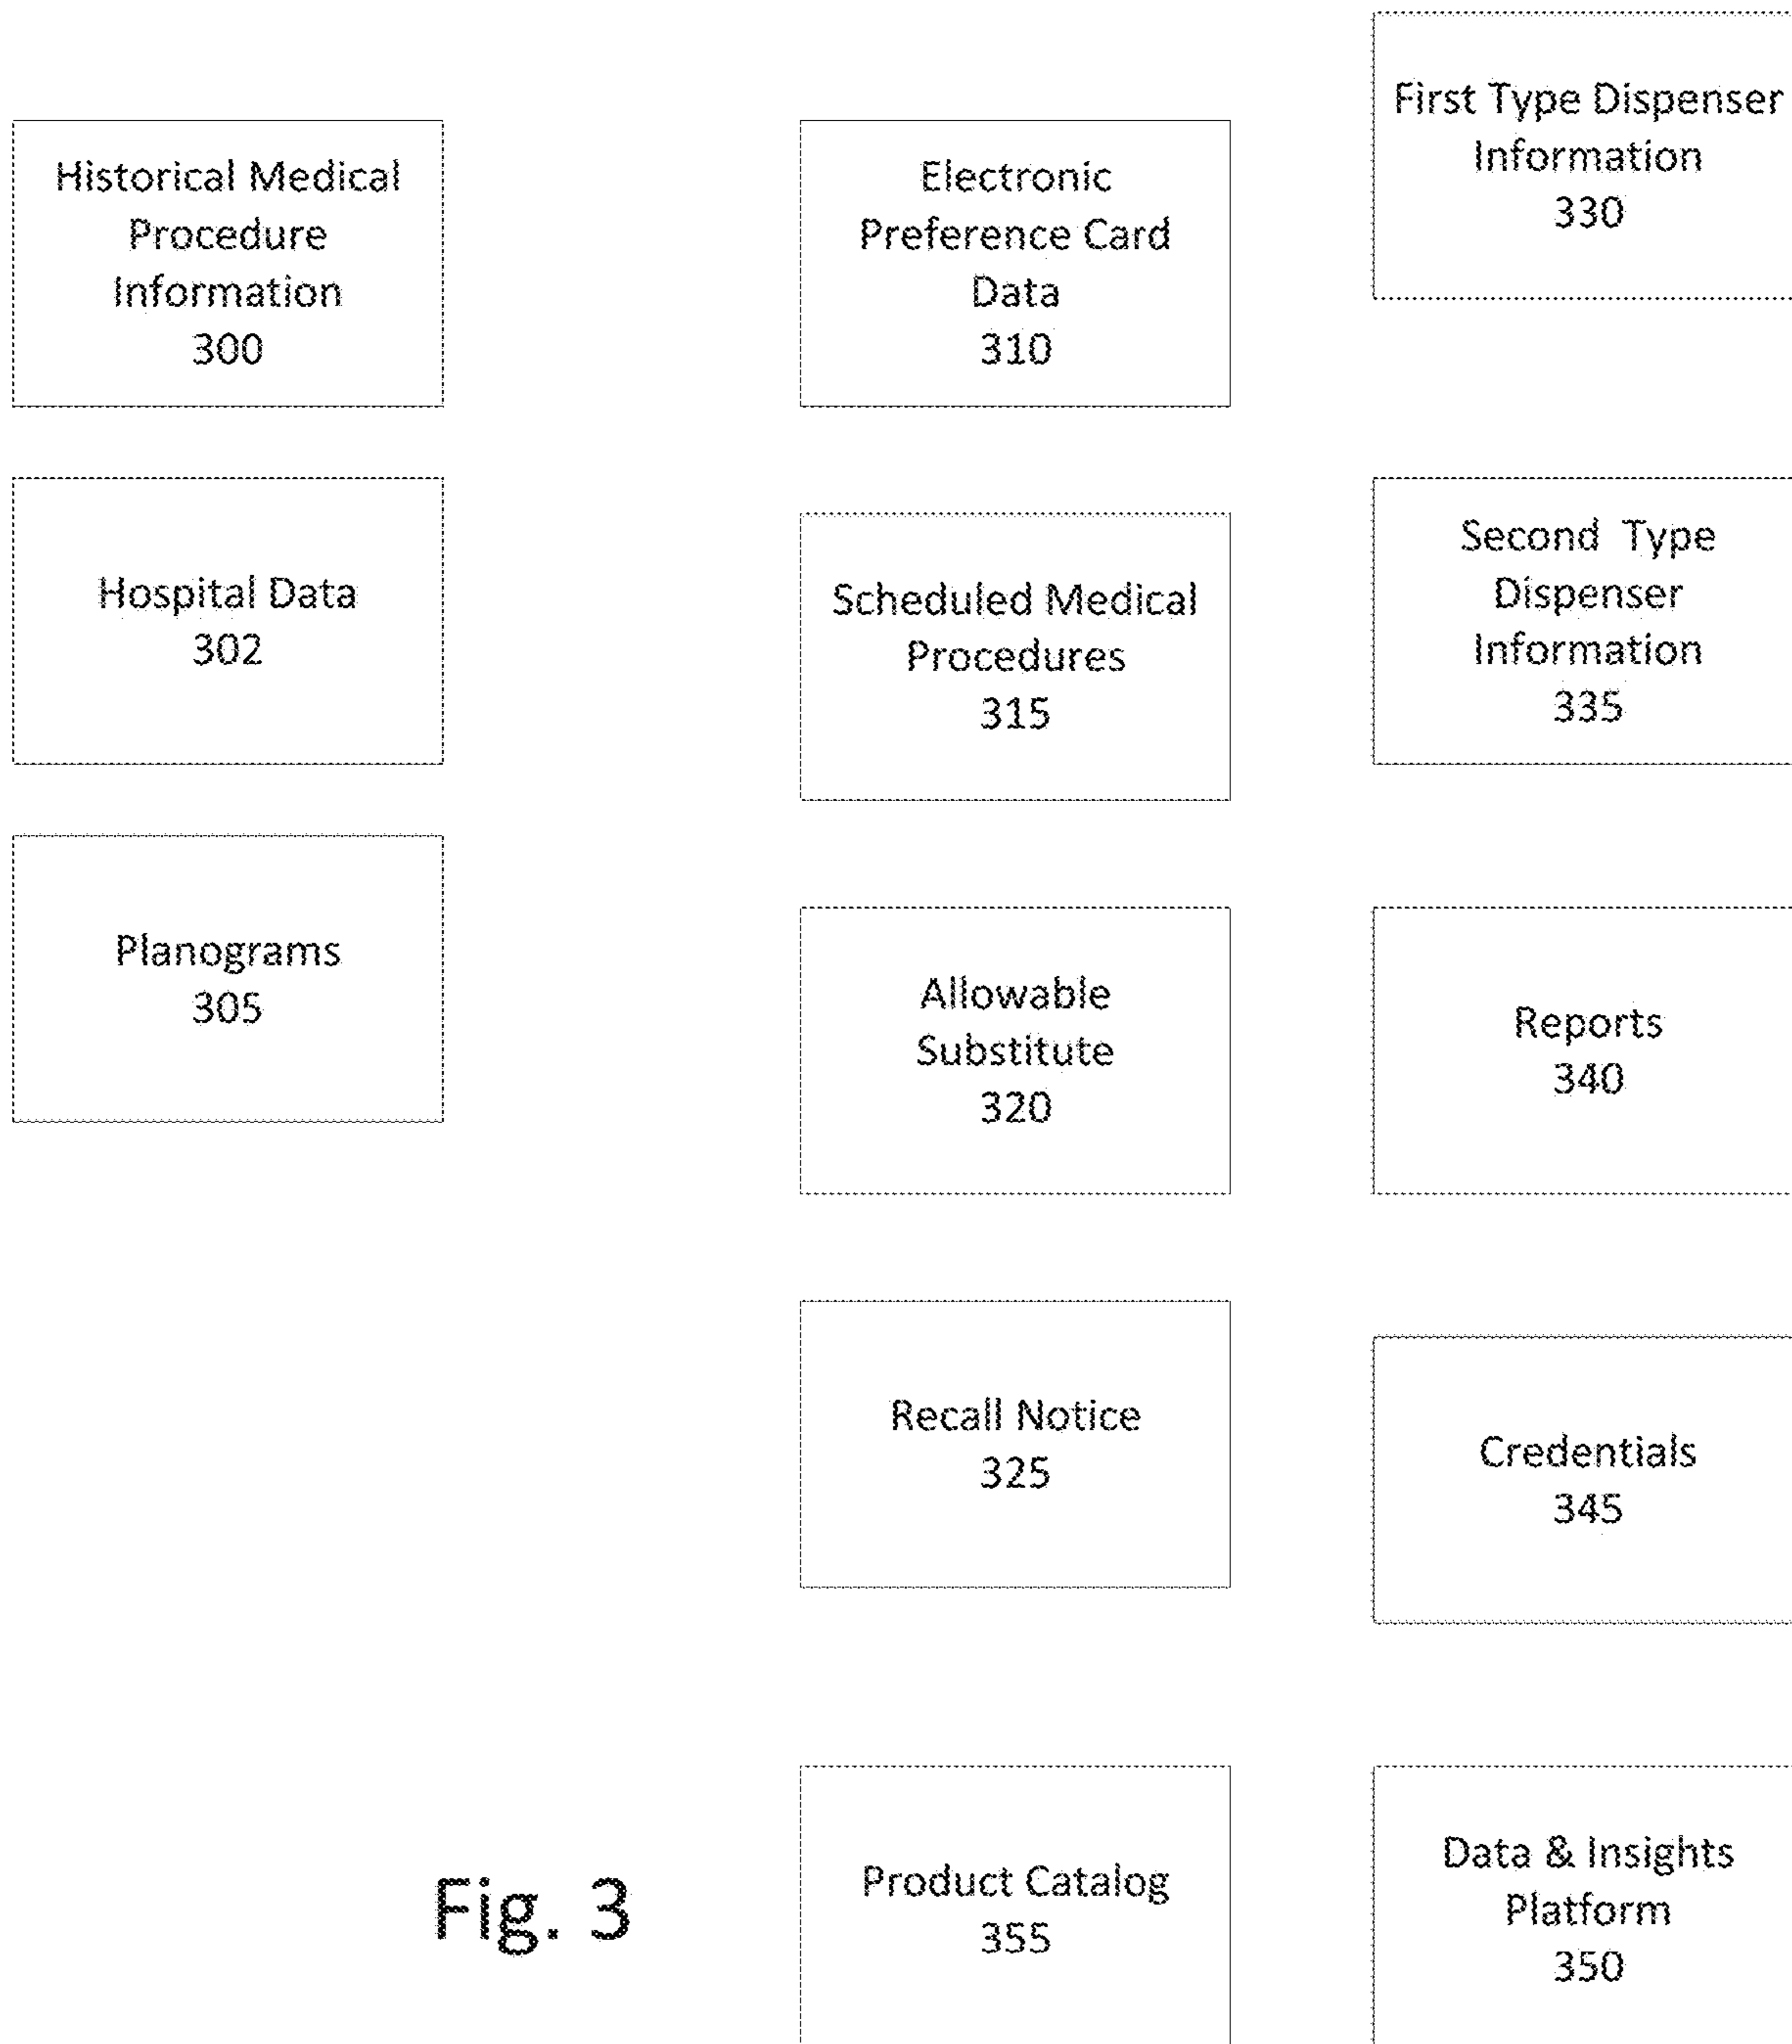 Historical Medical
Procedure
Information
300
Hospital Data
302
Planograms
305
Electronic
Preference Card
Data
310
Scheduled Medical
Procedures
315
Allowable
Substitute
320
Recall Notice
325
Product Catalog
355
First Type Dispenser
Information
330
Second Type
Dispenser
Information
335
Reports
340
Credentials
345
Data & Insights
Platform
350
Fig. 3